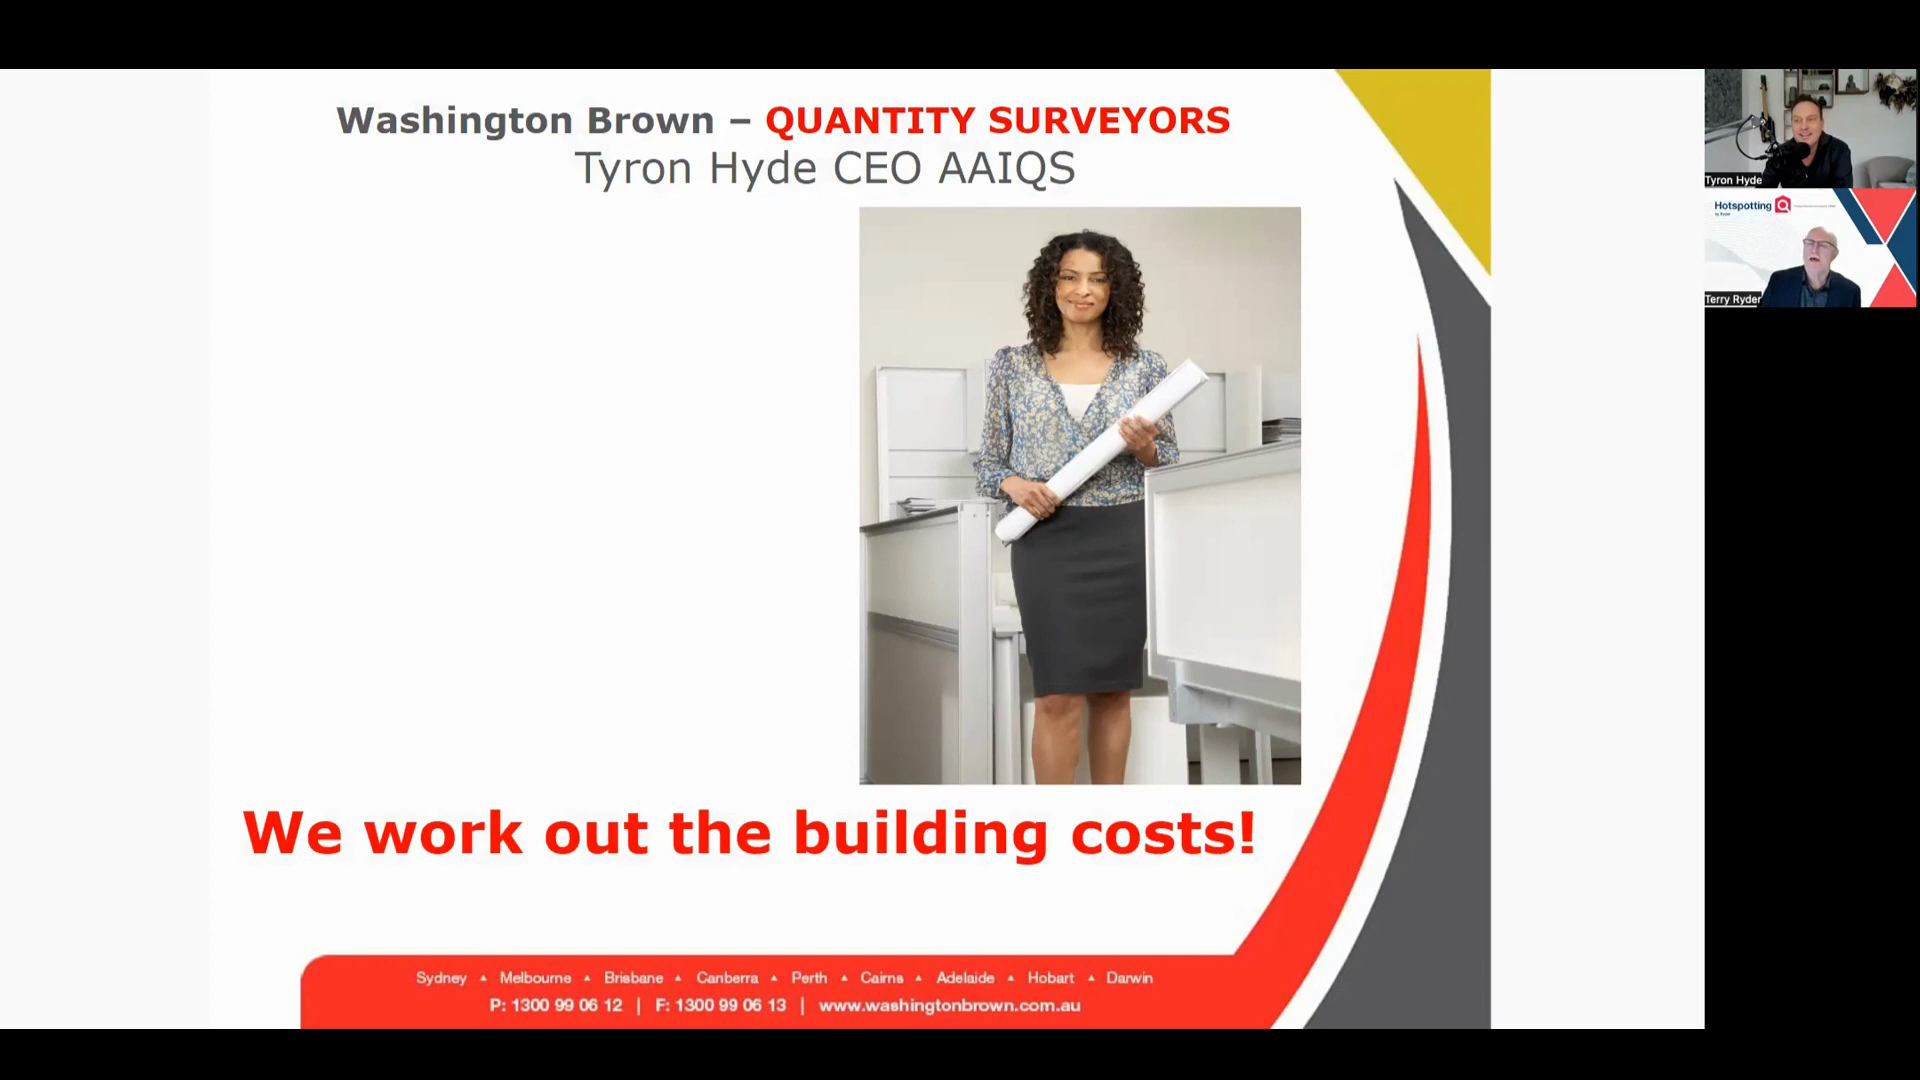 Washington Brown – QUANTITY SURVEYORS
Tyron Hyde CEO AAIQS
We work out the building costs!
Sydney ▲ Melbourne ▲ Brisbane ▲ Canberra ▲ Perth ▲ Cairns ▲ Adelaide ▲ Hobart ▲ Darwin
P: 1300 99 06 12 | F: 1300 99 06 13 | www.washingtonbrown.com.au
Tyron Hyde
Hotspotting
by Ryder
Terry Ryder